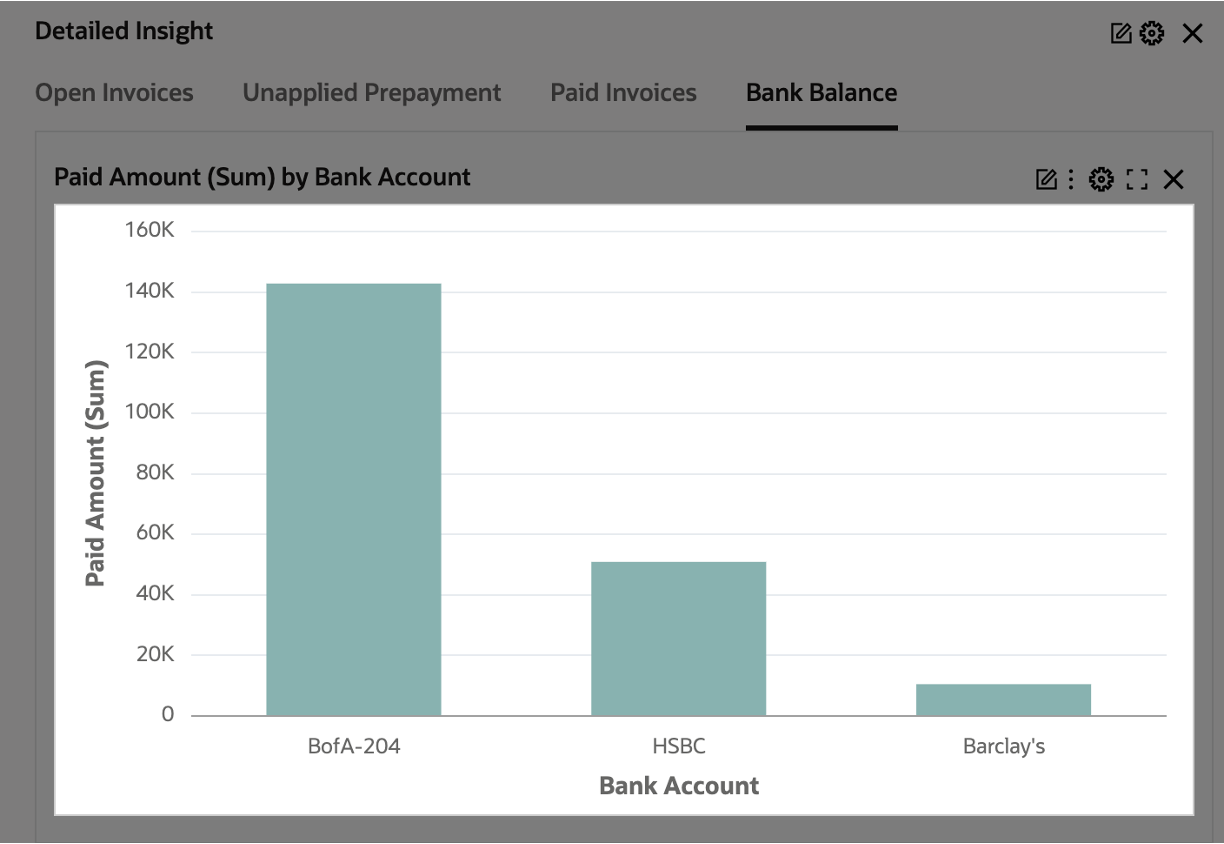 Detailed Insight
Open Invoices Unapplied Prepayment Paid Invoices Bank Balance
Paid Amount (Sum) by Bank Account
160K
140K
120K
100K
80K
60K
40K
20K
0
Paid Amount (Sum)
BofA-204 HSBC Barclay's
Bank Account